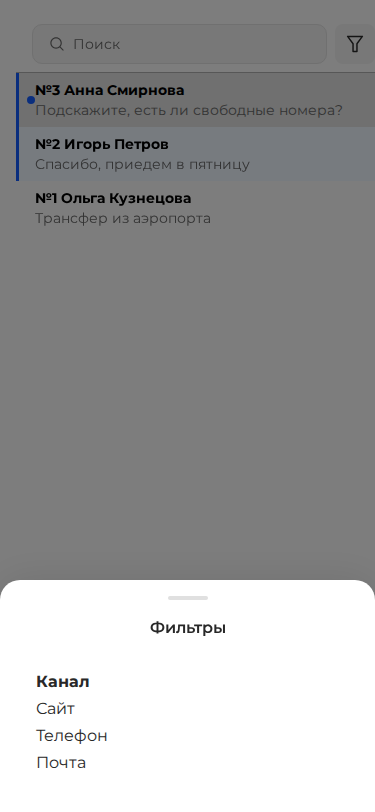 Поиск
№3 Анна Смирнова
Подскажите, есть ли свободные номера?
№2 Игорь Петров
Спасибо, приедем в пятницу
№1 Ольга Кузнецова
Трансфер из аэропорта
Фильтры
Канал
Сайт
Телефон
Почта